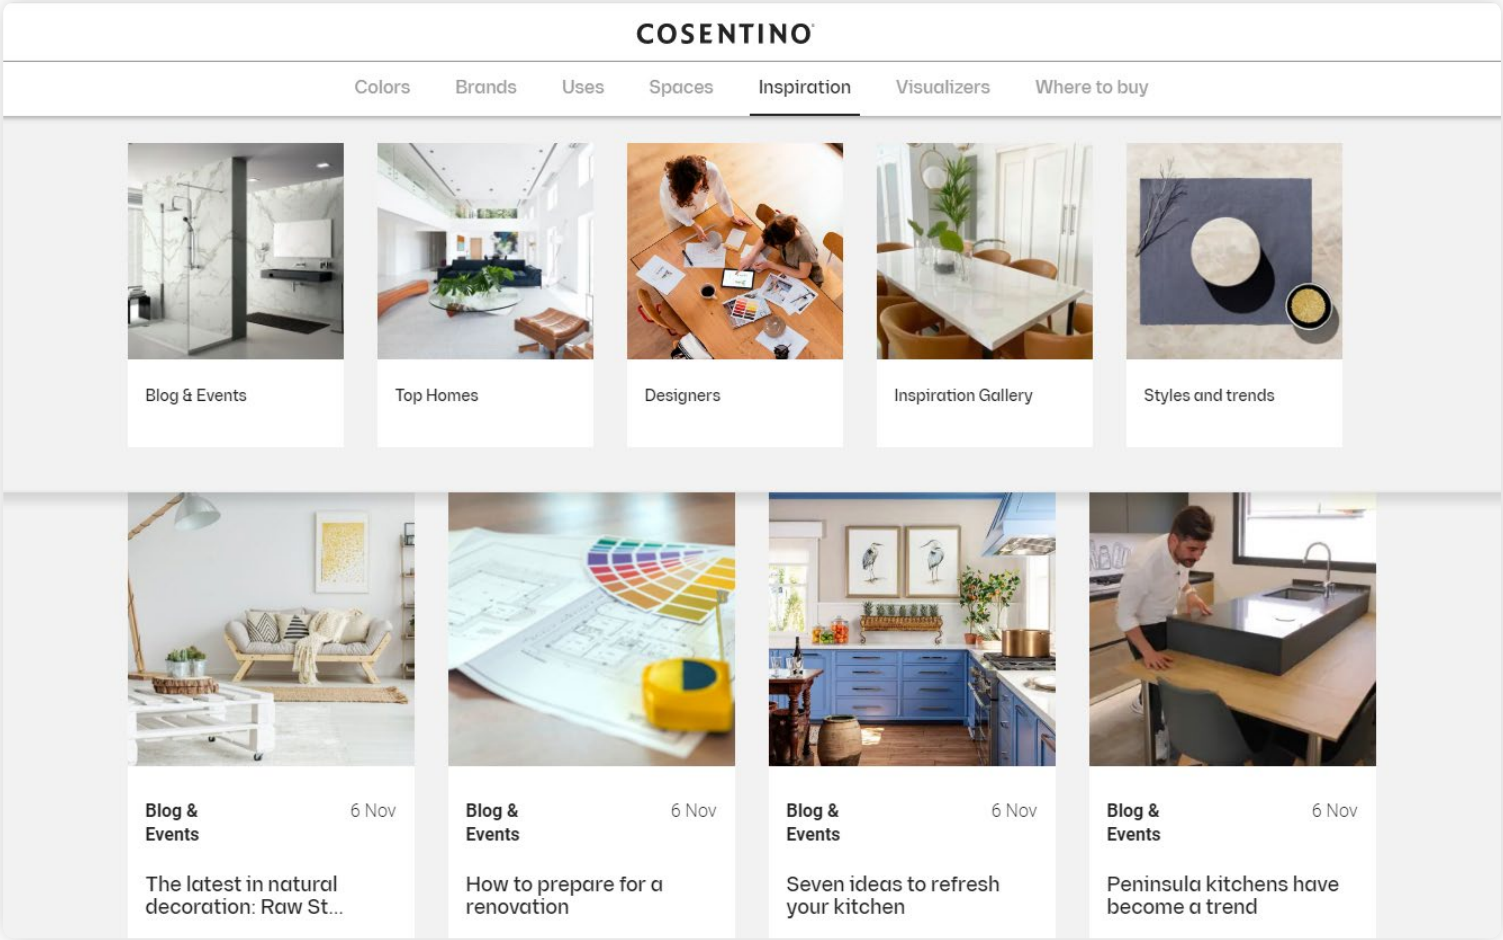 COSENTINO
Colors Brands Uses Spaces Inspiration Visualizers Where to buy
Blog & Events
Top Homes
Designers
Inspiration Gallery
Styles and trends
Blog &
Events
6 Nov
The latest in natural
decoration: Raw St...
Blog &
Events
6 Nov
How to prepare for a
renovation
Blog &
Events
6 Nov
Seven ideas to refresh
your kitchen
Blog &
Events
6 Nov
Peninsula kitchens have
become a trend